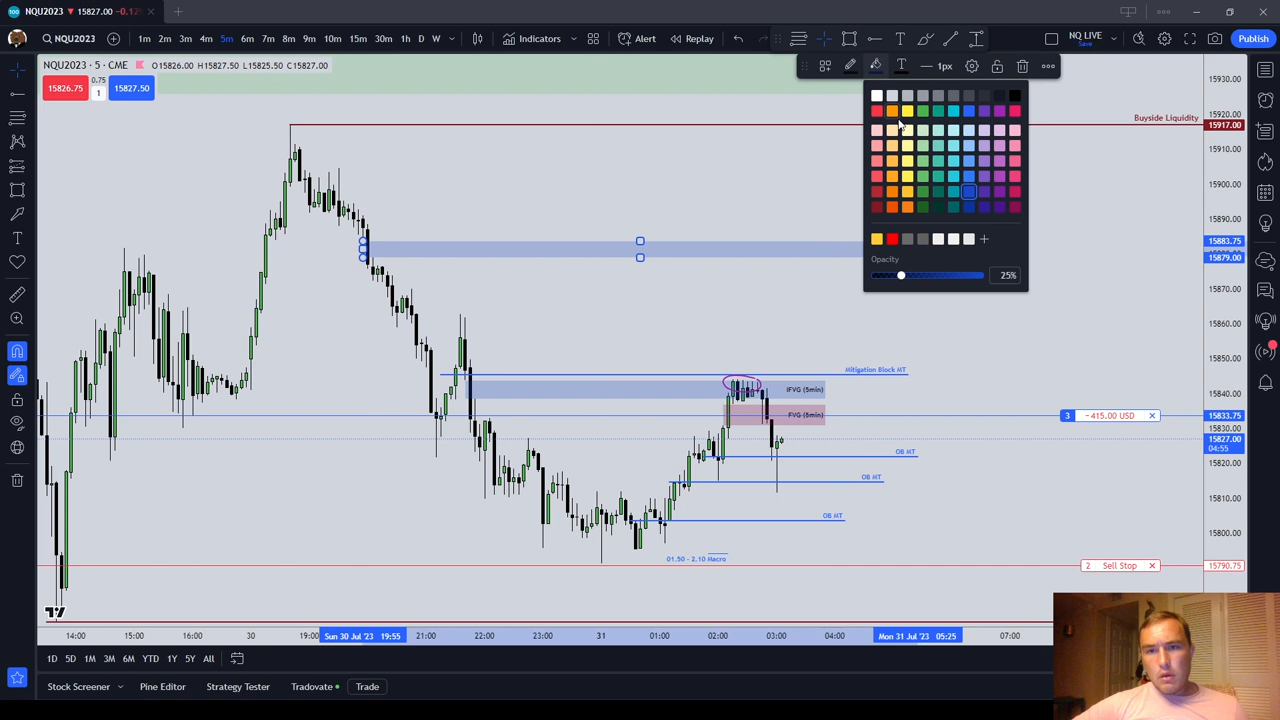 NQU2023 15827.00 -0.12%
NQU2023
1m 2m 3m 4m 5m 6m 7m 8m 9m 10m 15m 30m 1h D W
Indicators
Alert
Replay
NQ LIVE
Save
Publish
NQU2023 · 5 · CME O15826.00 H15827.50 L15825.50 C15827.00
15826.75
0.75
1
15827.50
1px
Opacity
25%
Buyside Liquidity
Mitigation Block MT
IFVG (5min)
FVG (5min)
OB MT
OB MT
OB MT
01.50 - 2.10 Macro
3 -415.00 USD
2 Sell Stop
15930.00
15920.00
15917.00
15910.00
15900.00
15890.00
15883.75
15879.00
15870.00
15860.00
15850.00
15840.00
15833.75
15830.00
15827.00
04:55
15820.00
15810.00
15800.00
15790.75
14:00 15:00 16:00 30 19:00 Sun 30 Jul '23 19:55 21:00 22:00 23:00 31 01:00 02:00 03:00 04:00 Mon 31 Jul '23 05:25 07:00
1D 5D 1M 3M 6M YTD 1Y 5Y All
Stock Screener Pine Editor Strategy Tester Tradovate Trade